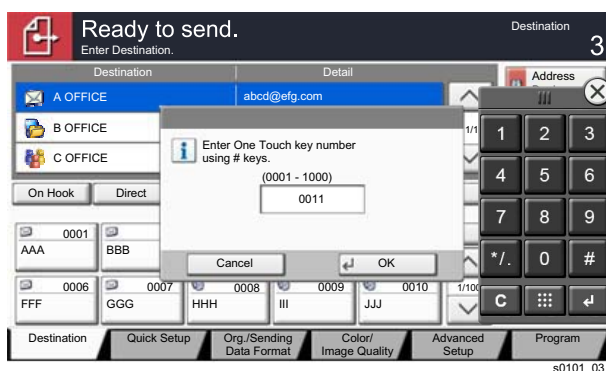 Ready to send.
Destination
Enter Destination.
3
Destination
Detail
Address
A OFFICE
abcd@efg.com
B OFFICE
1/1
C OFFICE
Enter One Touch key number
using # keys.
(0001 - 1000)
0011
Cancel
OK
On Hook
Direct
0001
AAA
BBB
0006
FFF
0007
GGG
0008
HHH
0009
III
0010
JJJ
1/100
1
2
3
4
5
6
7
8
9
*/.
0
#
C
Destination
Quick Setup
Org./Sending
Data Format
Color/
Image Quality
Advanced
Setup
Program
s0101_03